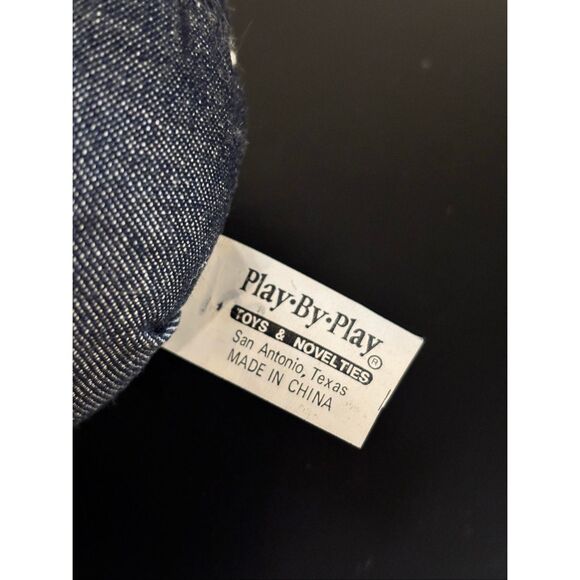 Play·By·Play®
TOYS & NOVELTIES
San Antonio, Texas
MADE IN CHINA